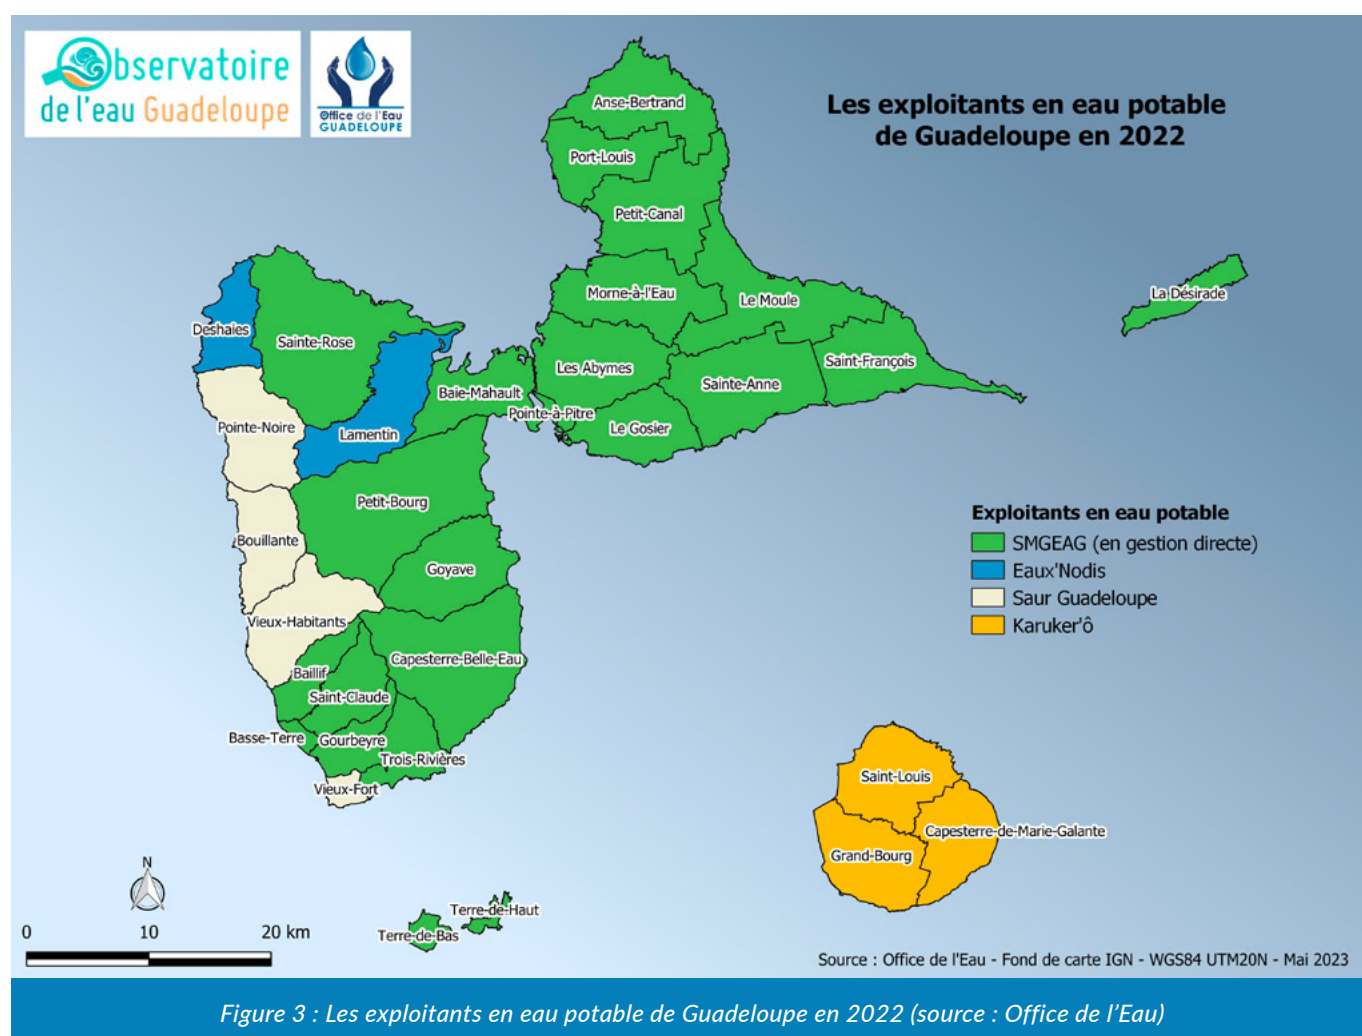 Observatoire
de l'eau Guadeloupe
Office de l'Eau
GUADELOUPE
Les exploitants en eau potable
de Guadeloupe en 2022
Anse-Bertrand
Port-Louis
Petit-Canal
Morne-à-l'Eau
Le Moule
La Désirade
Deshaies
Sainte-Rose
Les Abymes
Saint-François
Sainte-Anne
Baie-Mahault
Pointe-à-Pitre
Le Gosier
Pointe-Noire
Lamentin
Petit-Bourg
Bouillante
Goyave
Vieux-Habitants
Capesterre-Belle-Eau
Baillif
Saint-Claude
Basse-Terre
Gourbeyre
Trois-Rivières
Vieux-Fort
Exploitants en eau potable
SMGEAG (en gestion directe)
Eaux'Nodis
Saur Guadeloupe
Karuker'ô
Saint-Louis
Capesterre-de-Marie-Galante
Grand-Bourg
Terre-de-Haut
Terre-de-Bas
N
0 10 20 km
Source : Office de l'Eau - Fond de carte IGN - WGS84 UTM20N - Mai 2023
Figure 3 : Les exploitants en eau potable de Guadeloupe en 2022 (source : Office de l'Eau)